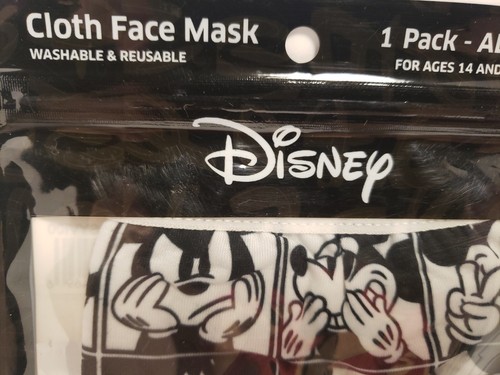 Cloth Face Mask
WASHABLE & REUSABLE
1 Pack -
FOR AGES 14 AND
Disney